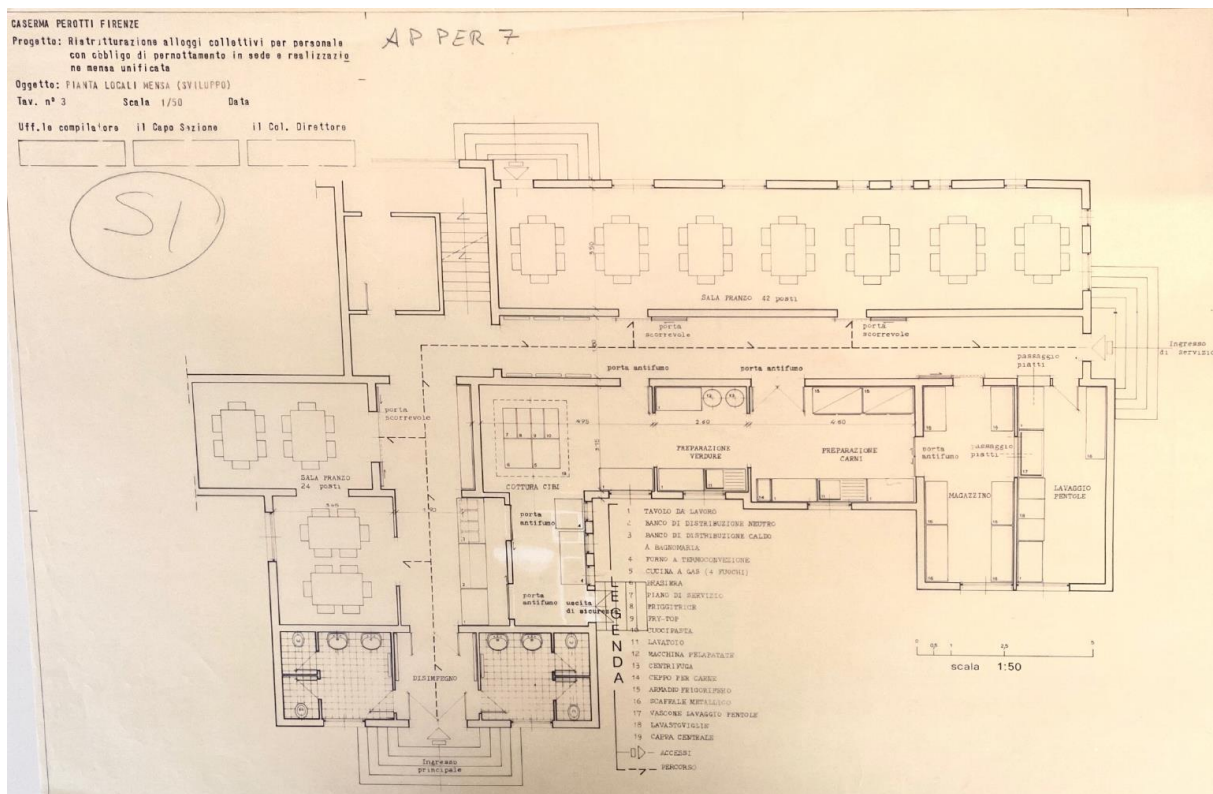 CASERMA PEROTTI FIRENZE
Progetto: Ristritturazione alloggi collettivi per personale
con obbligo di pernottamento in sede e realizzazio
ne mensa unificata
Oggetto: PIANTA LOCALI MENSA (SVILUPPO)
Tav. n° 3 Scala 1/50 Data
Uff.le compilatore il Capo Sezione il Col. Direttore
AP PER 7
SI
SALA PRANZO 42 posti
porta
scorrevole
porta
scorrevole
Ingresso
di servizio
passaggio
piatti
porta antifumo
porta antifumo
porta
scorrevole
SALA PRANZO
24 posti
COTTURA CIBI
PREPARAZIONE
VERDURE
PREPARAZIONE
CARNI
porta
antifumo
passaggio
piatti
MAGAZZINO
LAVAGGIO
PENTOLE
porta
antifumo
porta
antifumo
uscita
di sicurezza
DISIMPEGNO
Ingresso
principale
LEGENDA
1 TAVOLO DA LAVORO
2 BANCO DI DISTRIBUZIONE NEUTRO
3 BANCO DI DISTRIBUZIONE CALDO
A BAGNOMARIA
4 FORNO A TERMOCONVEZIONE
5 CUCINA A GAS (4 FUOCHI)
6 BRASIERA
7 PIANO DI SERVIZIO
8 FRIGGITRICE
9 FRY-TOP
10 CUOCIPASTA
11 LAVATOIO
12 MACCHINA PELAPATATE
13 CENTRIFUGA
14 CEPPO PER CARNE
15 ARMADIO FRIGORIFERO
16 SCAFFALE METALLICO
17 VASCONE LAVAGGIO PENTOLE
18 LAVASTOVIGLIE
19 CAPPA CENTRALE
ACCESSI
PERCORSO
0 0,5 1 2,5 5
scala 1:50